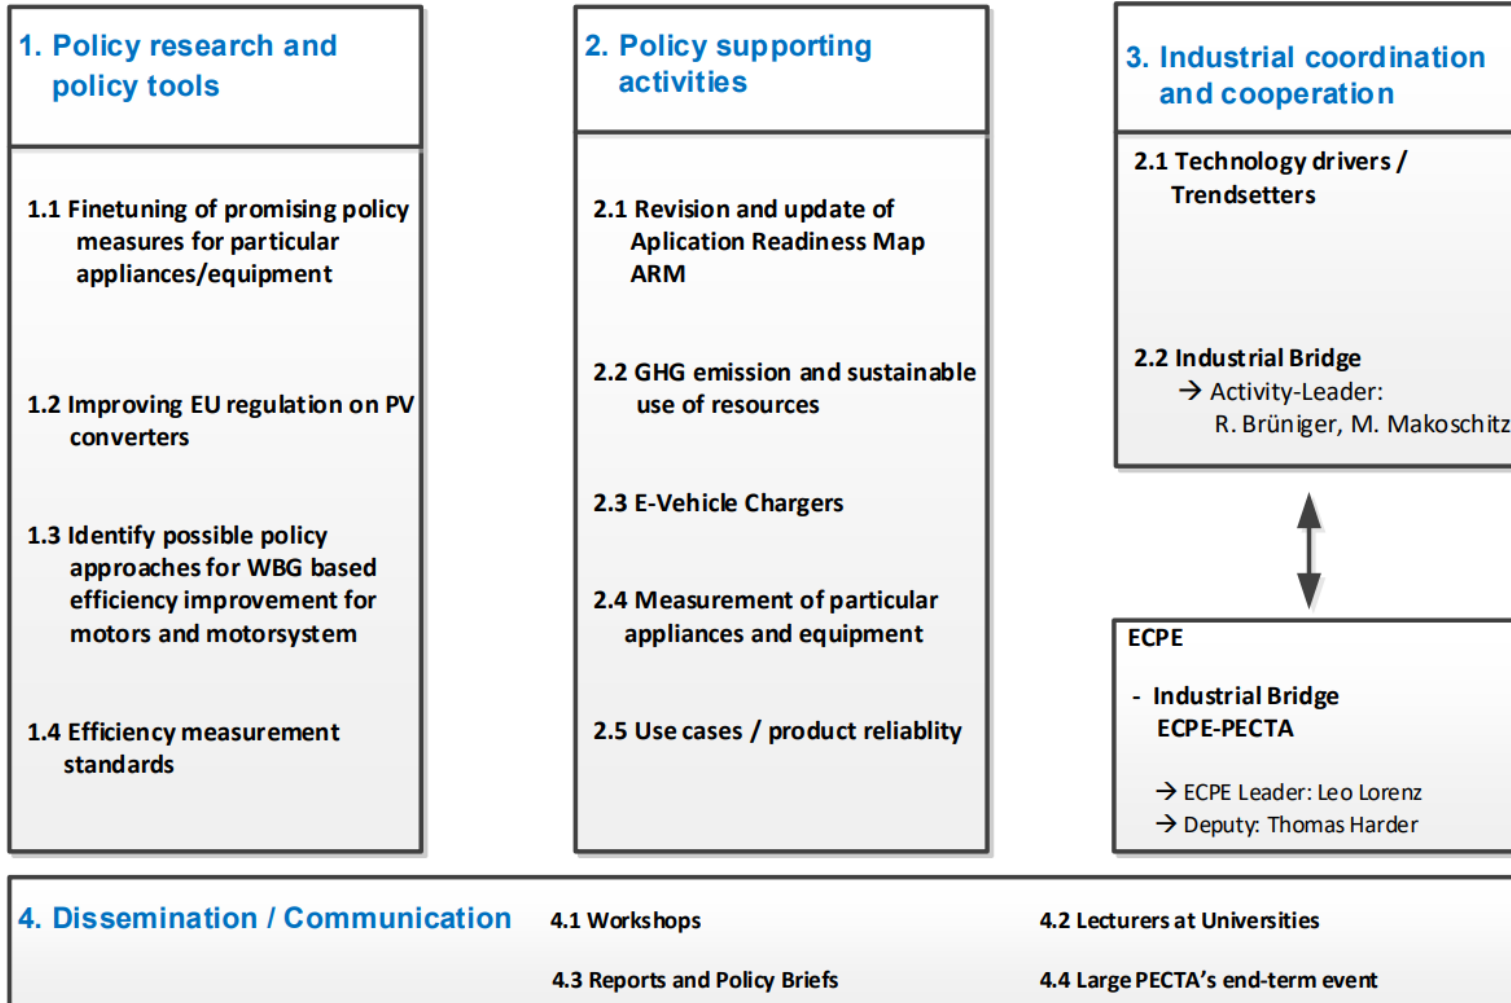 1. Policy research and
policy tools
1.1 Finetuning of promising policy
measures for particular
appliances/equipment
1.2 Improving EU regulation on PV
converters
1.3 Identify possible policy
approaches for WBG based
efficiency improvement for
motors and motorsystem
1.4 Efficiency measurement
standards
2. Policy supporting
activities
2.1 Revision and update of
Aplication Readiness Map
ARM
2.2 GHG emission and sustainable
use of resources
2.3 E-Vehicle Chargers
2.4 Measurement of particular
appliances and equipment
2.5 Use cases / product reliablity
3. Industrial coordination
and cooperation
2.1 Technology drivers /
Trendsetters
2.2 Industrial Bridge
→ Activity-Leader:
R. Brüniger, M. Makoschitz
ECPE
- Industrial Bridge
ECPE-PECTA
→ ECPE Leader: Leo Lorenz
→ Deputy: Thomas Harder
4. Dissemination / Communication
4.1 Workshops
4.2 Lecturers at Universities
4.3 Reports and Policy Briefs
4.4 Large PECTA’s end-term event